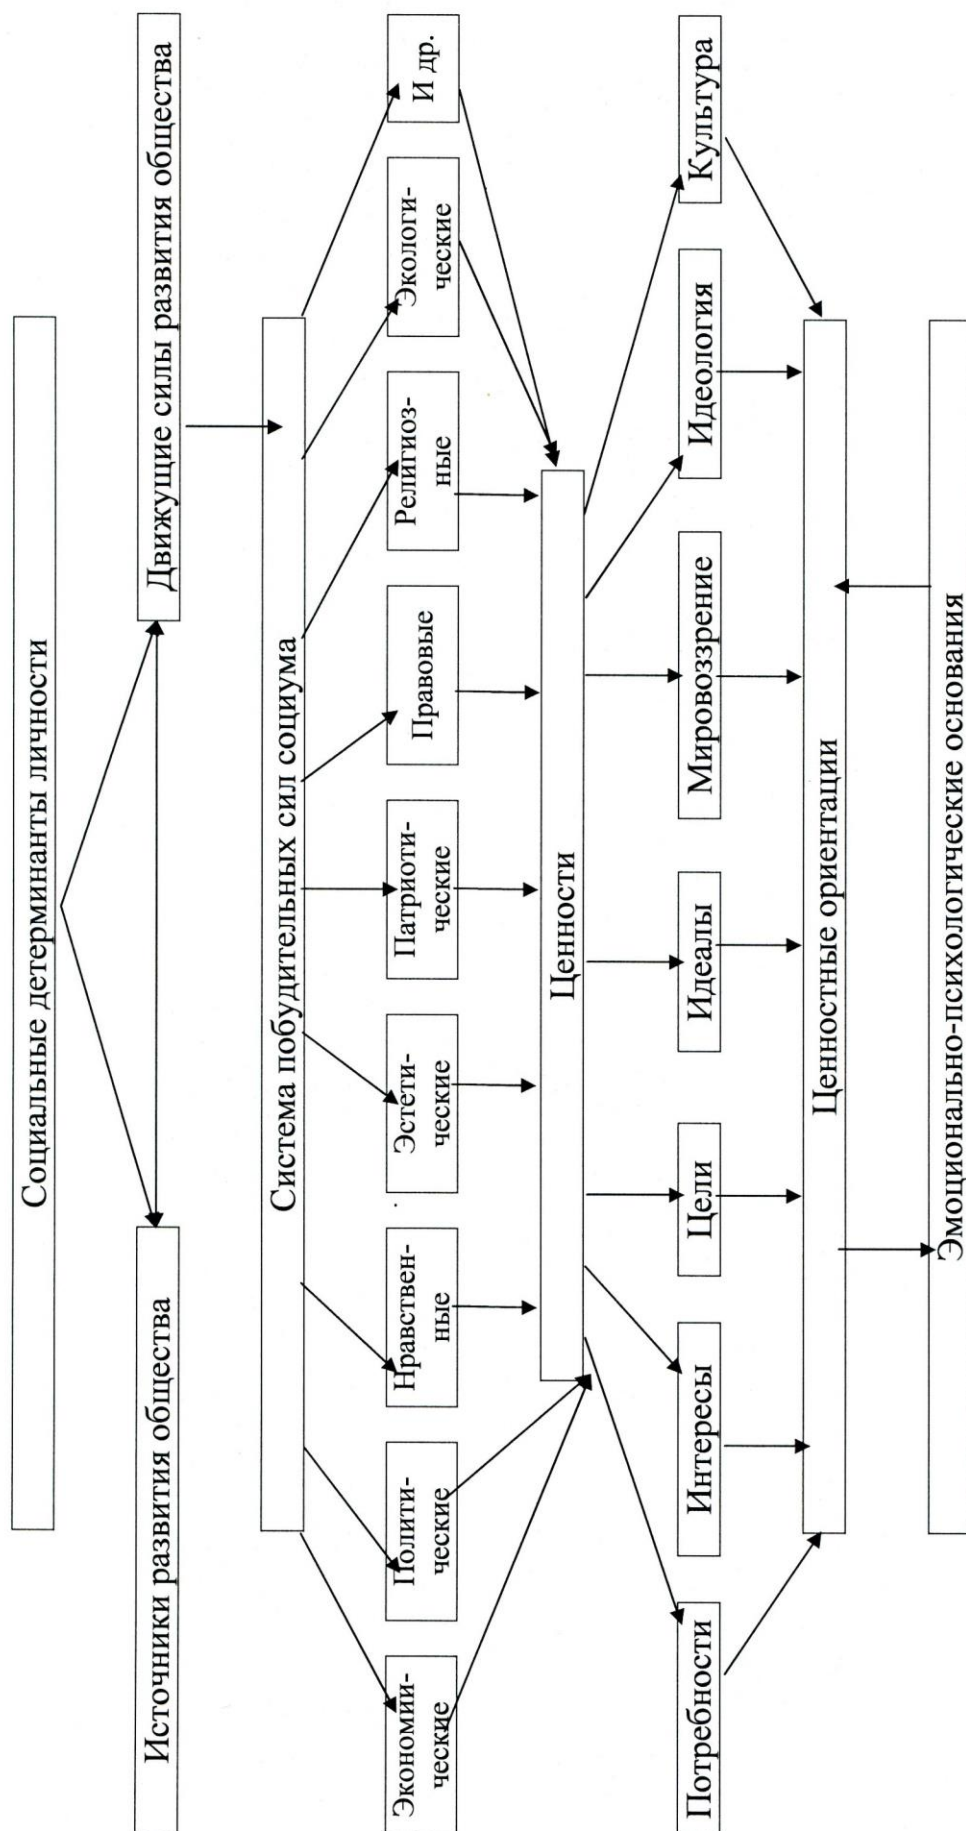 Социальные детерминанты личности
Источники развития общества
Движущие силы развития общества
Система побудительных сил социума
Экономии-
ческие
Полити-
ческие
Нравствен-
ные
Эстети-
ческие
Патриоти-
ческие
Правовые
Религиоз-
ные
Экологи-
ческие
И др.
Ценности
Потребности
Интересы
Цели
Идеалы
Мировоззрение
Идеология
Культура
Ценностные ориентации
Эмоционально-психологические основания